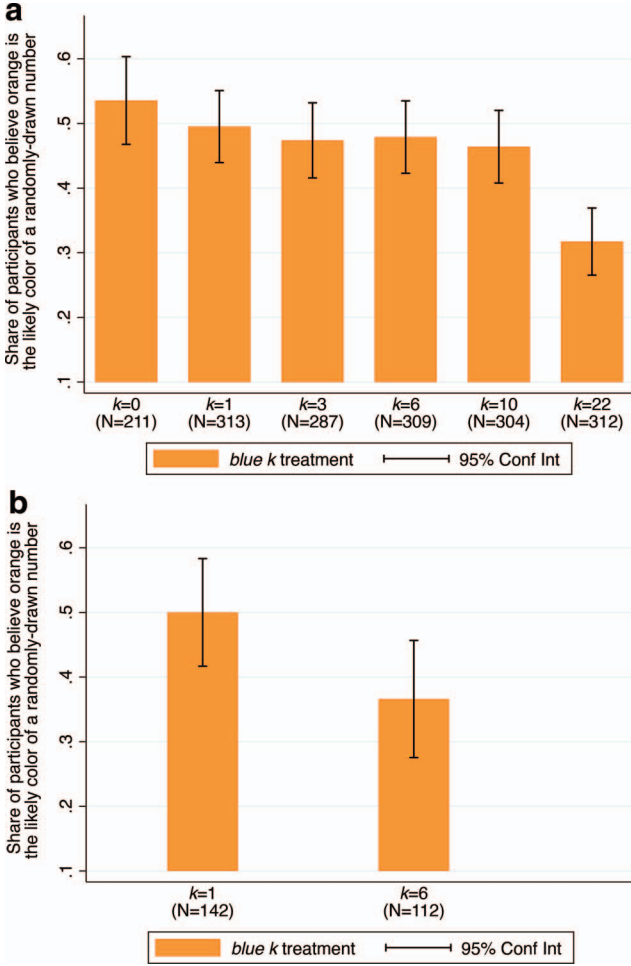 a
Share of participants who believe orange is
the likely color of a randomly-drawn number
.6
.5
.4
.3
.2
.1
k=0 k=1 k=3 k=6 k=10 k=22
(N=211) (N=313) (N=287) (N=309) (N=304) (N=312)
blue k treatment 95% Conf Int
b
Share of participants who believe orange is
the likely color of a randomly-drawn number
.6
.5
.4
.3
.2
.1
k=1 k=6
(N=142) (N=112)
blue k treatment 95% Conf Int